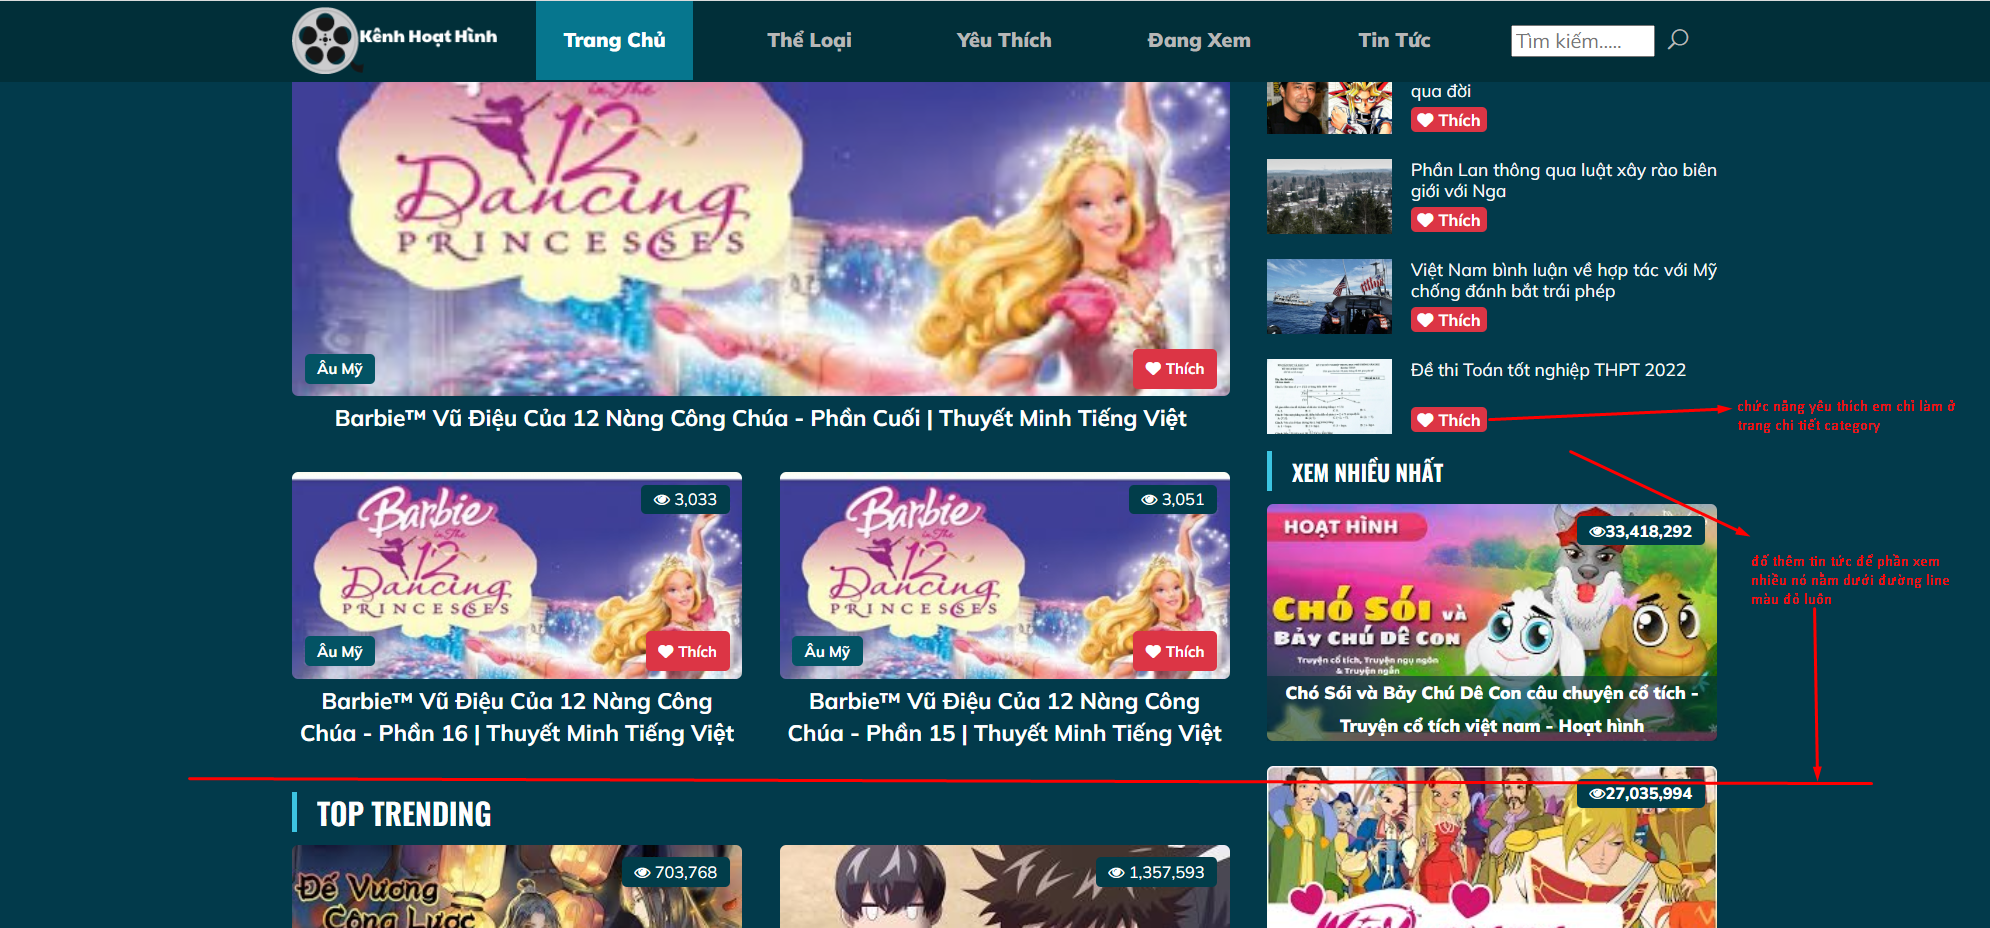 Kênh Hoạt Hình
Trang Chủ
Thể Loại
Yêu Thích
Đang Xem
Tin Tức
Tìm kiếm.....
in The
12
Dancing
PRINCESSES
Âu Mỹ
Thích
Barbie™ Vũ Điệu Của 12 Nàng Công Chúa - Phần Cuối | Thuyết Minh Tiếng Việt
qua đời
Thích
Phần Lan thông qua luật xây rào biên
giới với Nga
Thích
Việt Nam bình luận về hợp tác với Mỹ
chống đánh bắt trái phép
Thích
Đề thi Toán tốt nghiệp THPT 2022
Thích
chức năng yêu thích em chỉ làm ở
trang chi tiết category
3,033
Barbie
in The
12
Dancing
PRINCESSES
Âu Mỹ
Thích
Barbie™ Vũ Điệu Của 12 Nàng Công
Chúa - Phần 16 | Thuyết Minh Tiếng Việt
3,051
Barbie
in The
12
Dancing
PRINCESSES
Âu Mỹ
Thích
Barbie™ Vũ Điệu Của 12 Nàng Công
Chúa - Phần 15 | Thuyết Minh Tiếng Việt
XEM NHIỀU NHẤT
HOẠT HÌNH
33,418,292
CHÓ SÓI VÀ
BẢY CHÚ DÊ CON
Truyện cổ tích, Truyện ngụ ngôn
& Truyện ngắn
Chó Sói và Bảy Chú Dê Con câu chuyện cổ tích -
Truyện cổ tích việt nam - Hoạt hình
đổ thêm tin tức để phần xem
nhiều nó nằm dưới đường line
màu đỏ luôn
27,035,994
TOP TRENDING
703,768
Đế Vương
Công Lược
1,357,593